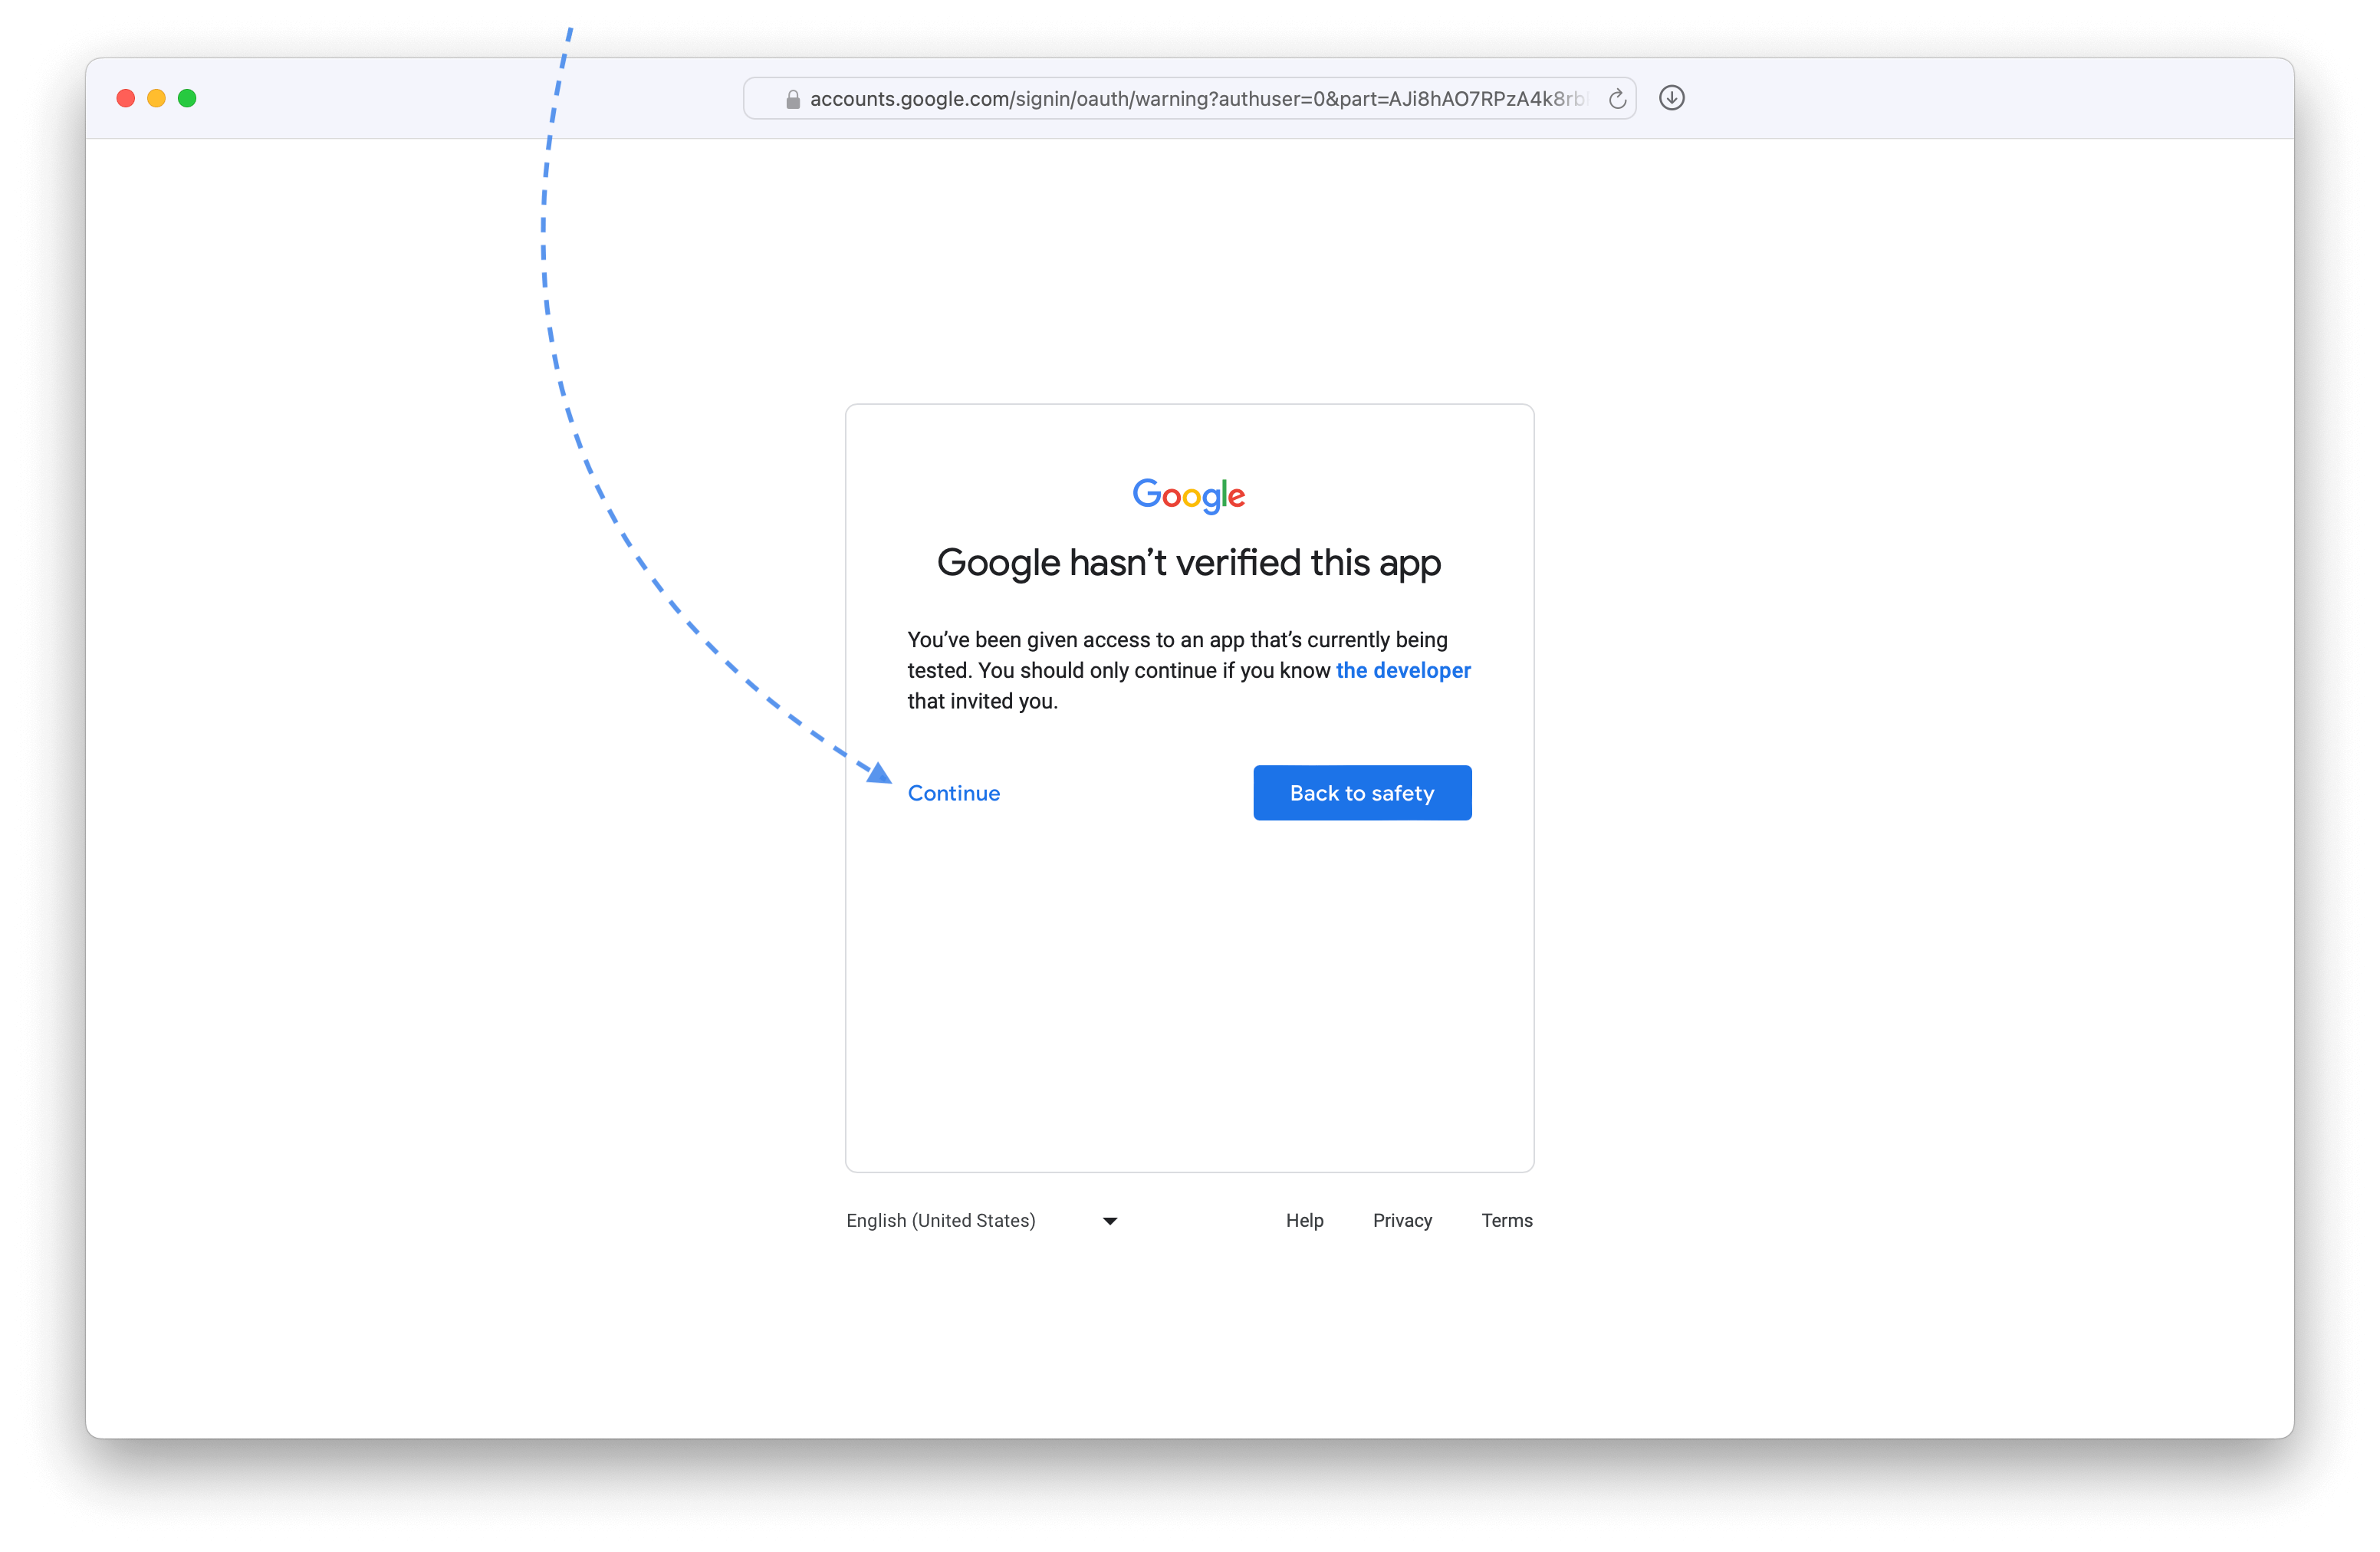 accounts.google.com/signin/oauth/warning?authuser=0&part=AJi8hAO7RPzA4k8rb
Google
Google hasn’t verified this app
You’ve been given access to an app that’s currently being
tested. You should only continue if you know the developer
that invited you.
Continue
Back to safety
English (United States)
Help
Privacy
Terms